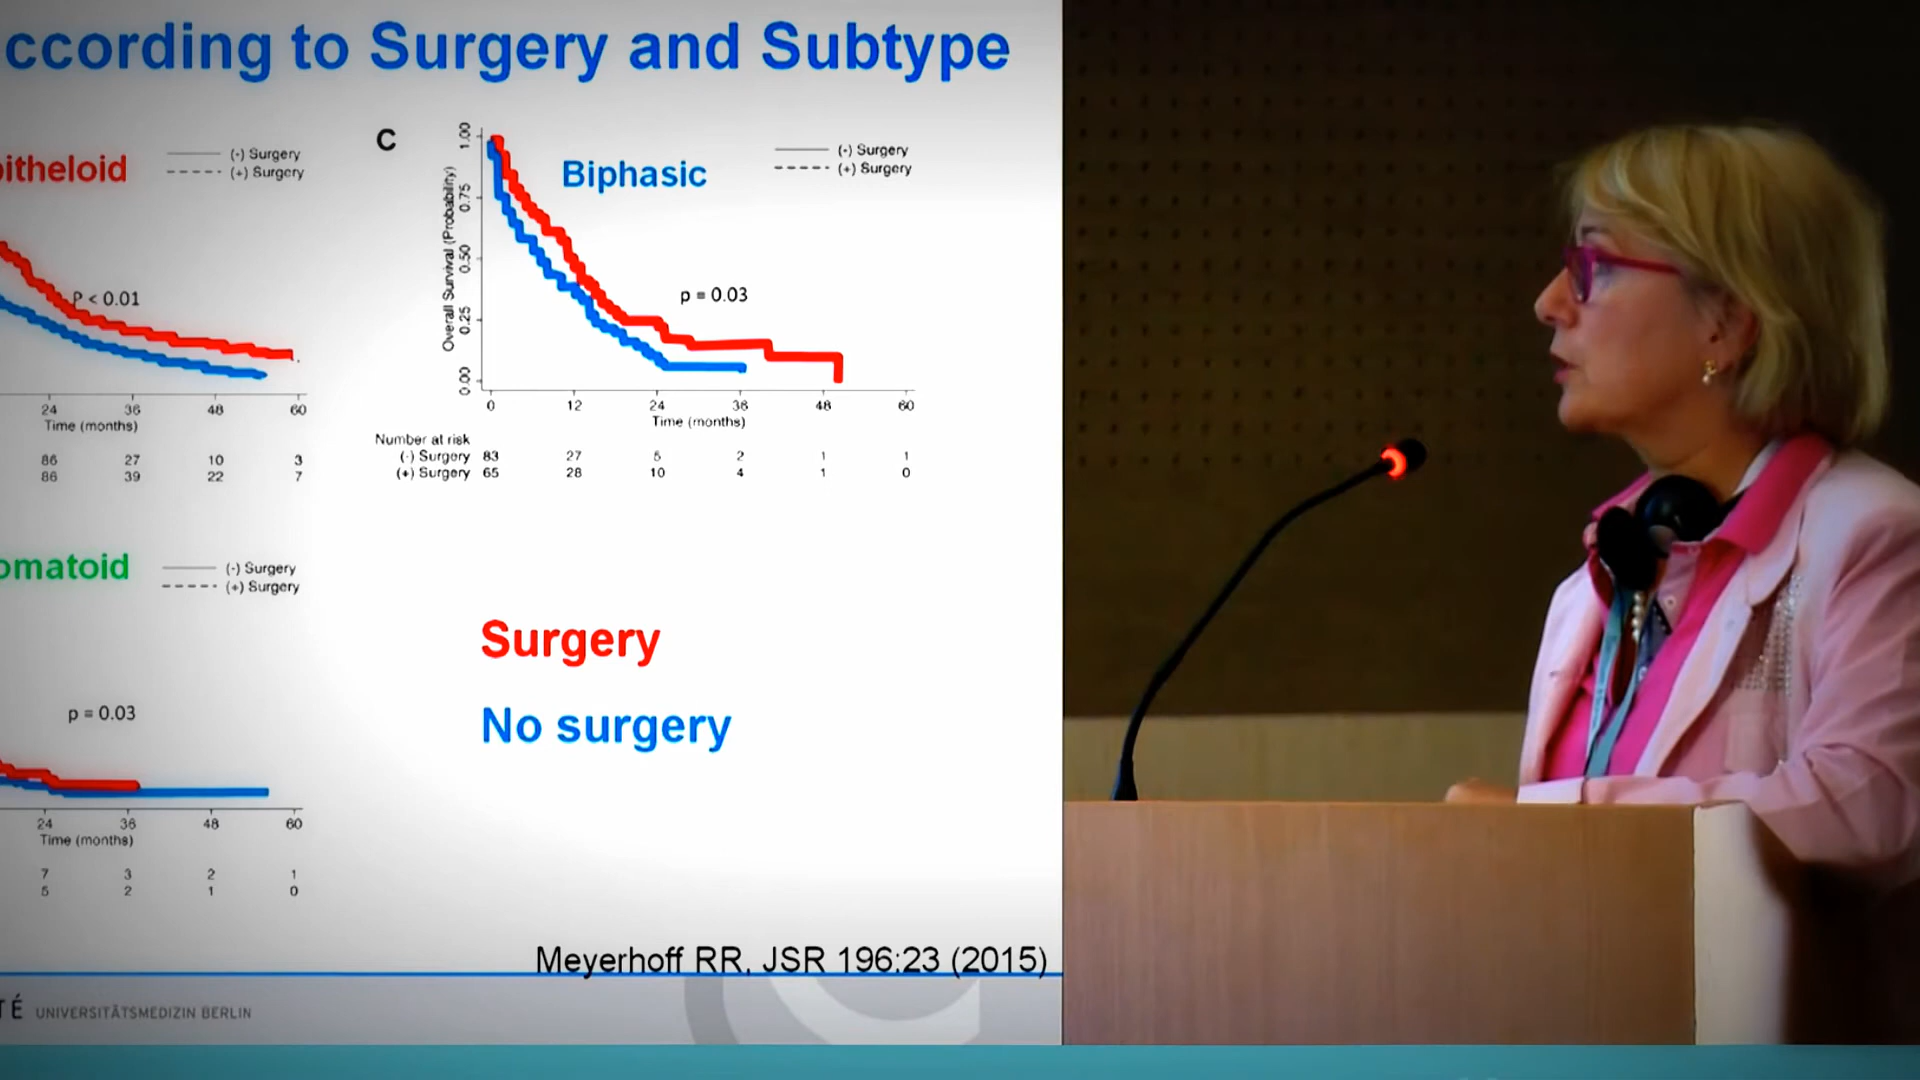 ccording to Surgery and Subtype
itheloid
(-) Surgery
(+) Surgery
P < 0.01
24 36 48 60
Time (months)
86 27 10 3
86 39 22 7
C
Biphasic
(-) Surgery
(+) Surgery
Overall Survival (Probability)
0.00 0.25 0.50 0.75 1.00
p = 0.03
0 12 24 36 48 60
Time (months)
Number at risk
(-) Surgery 83 27 5 2 1 1
(+) Surgery 65 28 10 4 1 0
omatoid
(-) Surgery
(+) Surgery
p = 0.03
24 36 48 60
Time (months)
7 3 2 1
5 2 1 0
Surgery
No surgery
Meyerhoff RR, JSR 196:23 (2015)
TÉ UNIVERSITÄTSMEDIZIN BERLIN